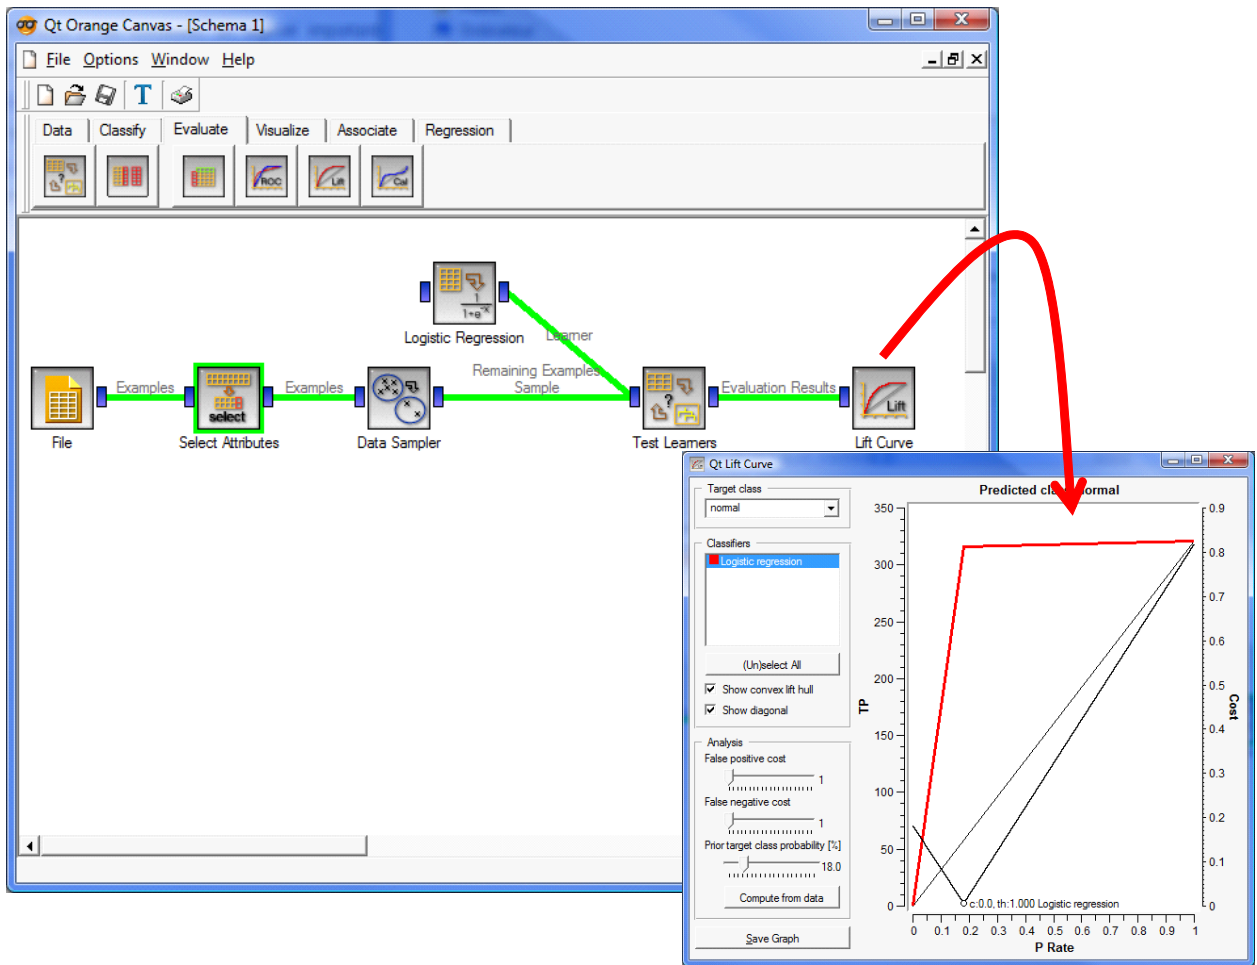 Qt Orange Canvas - [Schema 1]
File Options Window Help
T
Data Classify Evaluate Visualize Associate Regression
? ROC Lift Cal
1
1+e^-x
Logistic Regression
Learner
Remaining Examples
Examples Examples Sample Evaluation Results
select ? Lift
File Select Attributes Data Sampler Test Learners Lift Curve
Qt Lift Curve
Target class
normal
Classifiers
Logistic regression
(Un)select All
Show convex lift hull
Show diagonal
Analysis
False positive cost
1
False negative cost
1
Prior target class probability [%]
18.0
Compute from data
Save Graph
Predicted cla ormal
TP
350
300
250
200
150
100
50
0
0.9
0.8
0.7
0.6
0.5
0.4
0.3
0.2
0.1
0
Cost
c:0.0, th:1.000 Logistic regression
0 0.1 0.2 0.3 0.4 0.5 0.6 0.7 0.8 0.9 1
P Rate